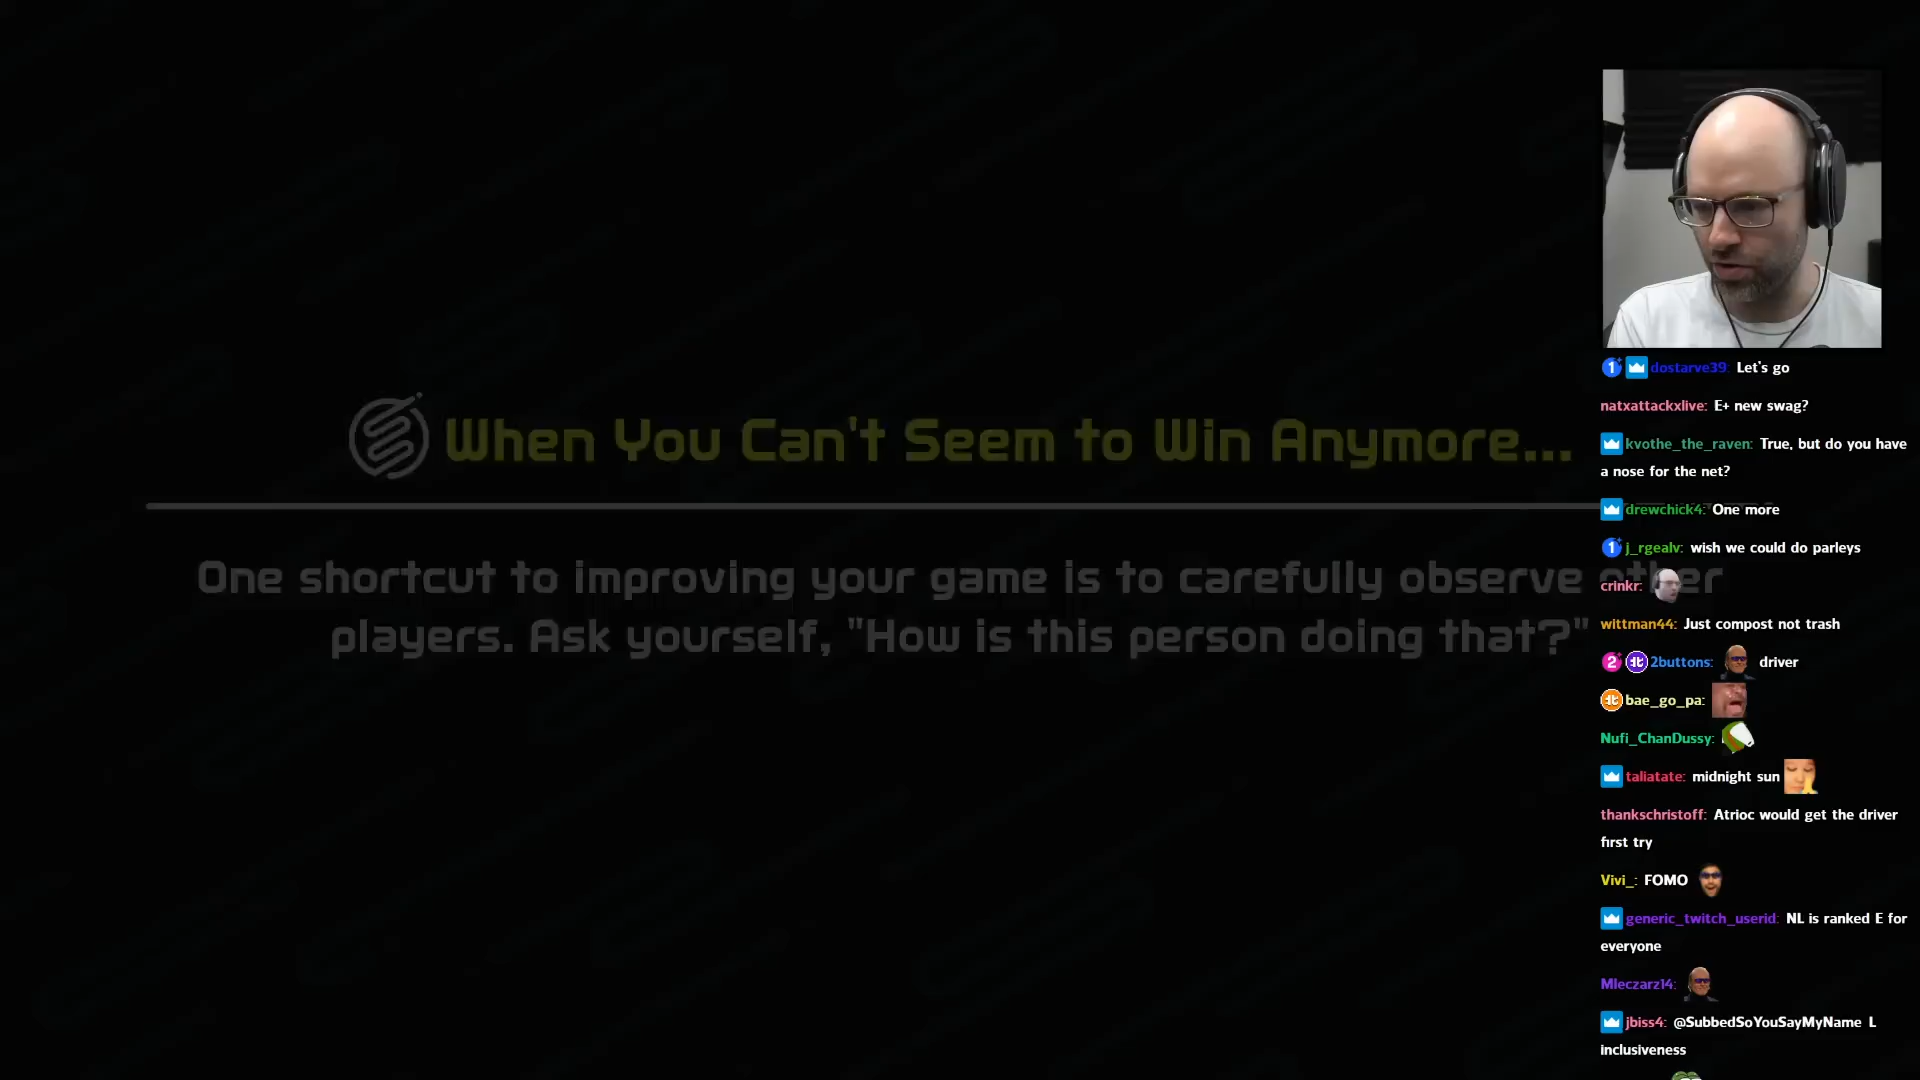 When You Can't Seem to Win Anymore...
One shortcut to improving your game is to carefully observe other
players. Ask yourself, "How is this person doing that?"
dostarve39: Let's go
natxattackxlive: E+ new swag?
kvothe_the_raven: True, but do you have
a nose for the net?
drewchick4: One more
j_rgealv: wish we could do parleys
crinkr:
wittman44: Just compost not trash
2buttons: driver
bae_go_pa:
Nufi_ChanDussy:
taliatate: midnight sun
thankschristoff: Atrioc would get the driver
first try
Vivi_: FOMO
generic_twitch_userid: NL is ranked E for
everyone
Mleczarz14:
jbiss4: @SubbedSoYouSayMyName L
inclusiveness